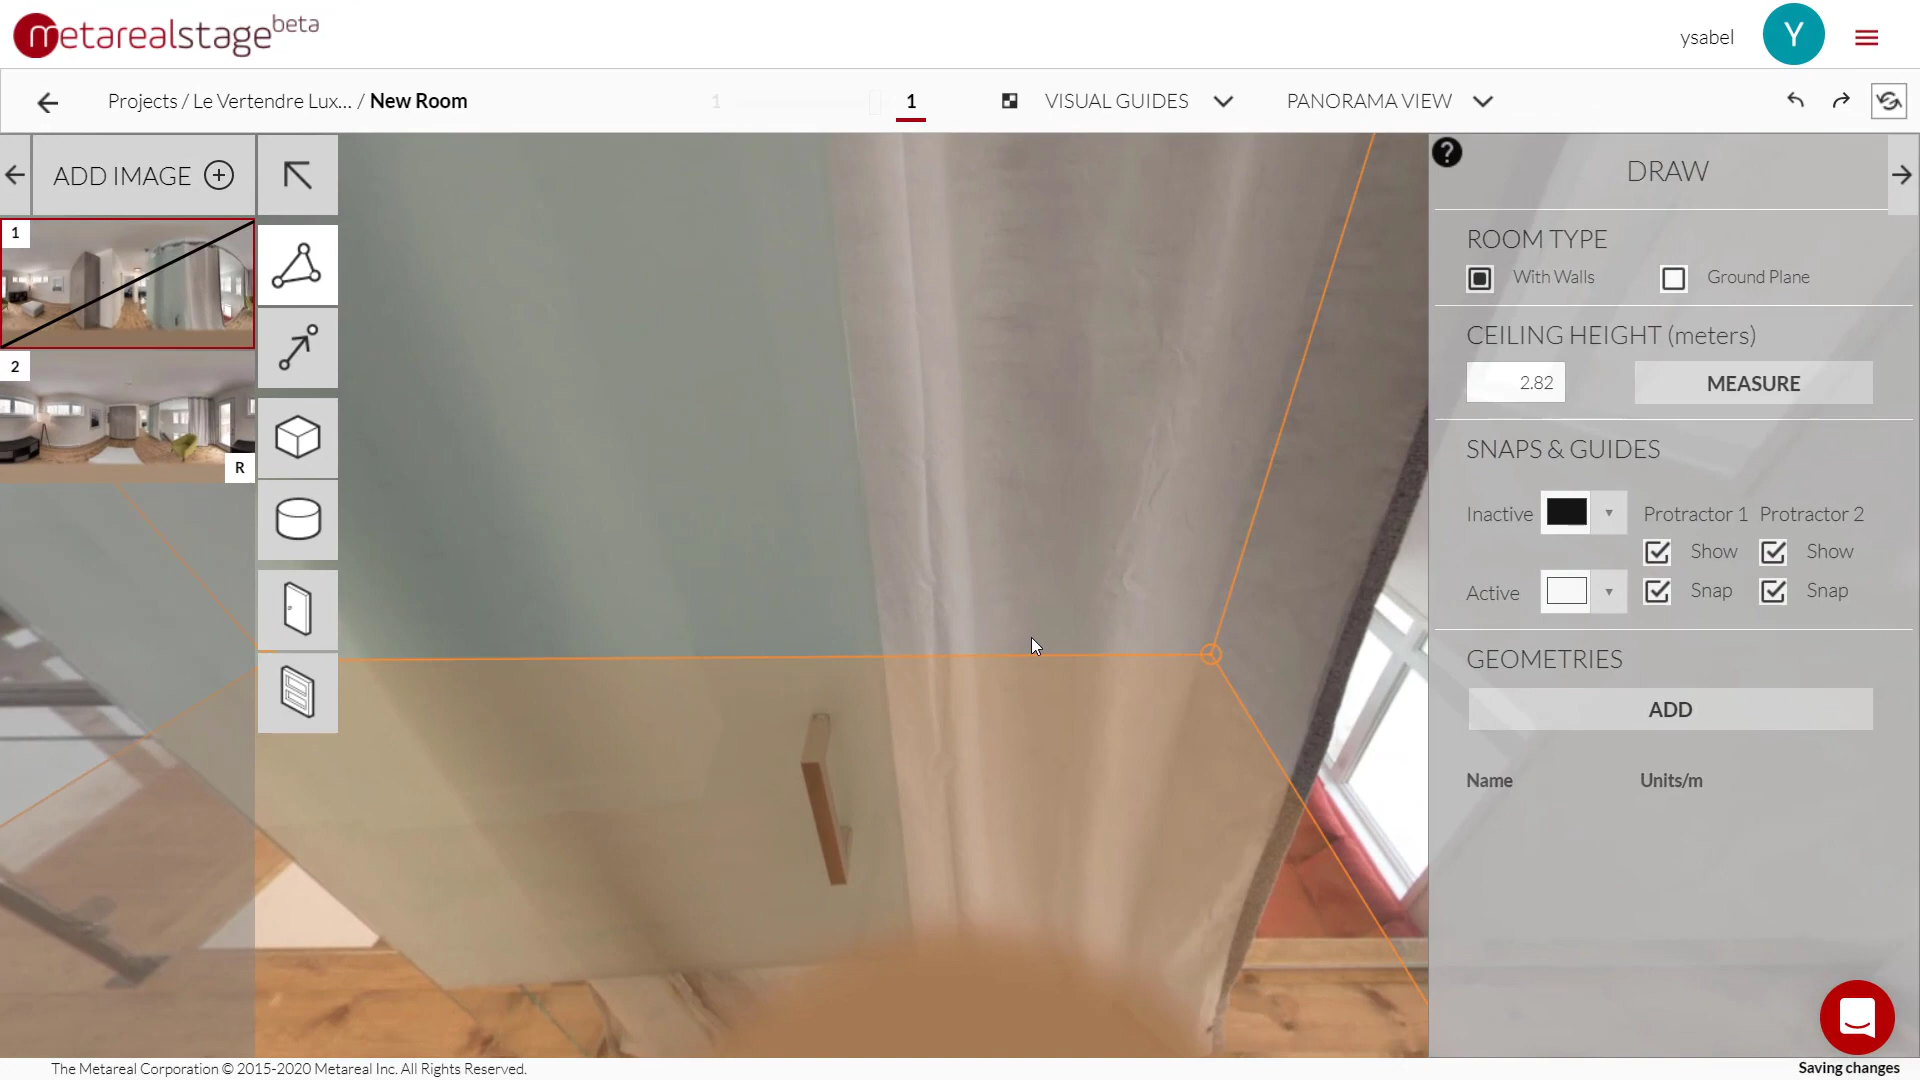 metarealstage beta
ysabel
Y
Projects / Le Vertendre Lux... / New Room
1
1
VISUAL GUIDES
PANORAMA VIEW
ADD IMAGE
1
2
R
?
DRAW
ROOM TYPE
With Walls
Ground Plane
CEILING HEIGHT (meters)
2.82
MEASURE
SNAPS & GUIDES
Inactive
Protractor 1
Protractor 2
Show
Show
Active
Snap
Snap
GEOMETRIES
ADD
Name
Units/m
The Metareal Corporation © 2015-2020 Metareal Inc. All Rights Reserved.
Saving changes